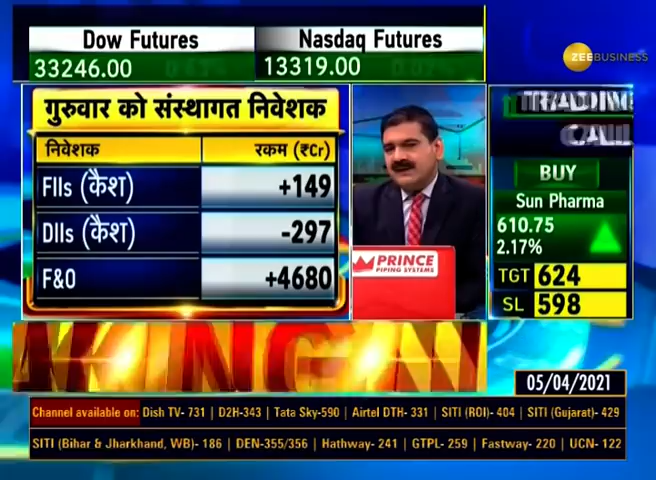 Dow Futures
33246.00
Nasdaq Futures
13319.00
ZEEBUSINESS
गुरुवार को संस्थागत निवेशक
निवेशक रकम (₹Cr)
FIIs (कैश) +149
DIIs (कैश) -297
F&O +4680
PRINCE
PIPING SYSTEMS
TRADING
CALL
BUY
Sun Pharma
610.75
2.17%
TGT 624
SL 598
05/04/2021
Channel available on: Dish TV- 731 | D2H-343 | Tata Sky-590 | Airtel DTH- 331 | SITI (ROI)- 404 | SITI (Gujarat)- 429
SITI (Bihar & Jharkhand, WB)- 186 | DEN-355/356 | Hathway- 241 | GTPL- 259 | Fastway- 220 | UCN- 122